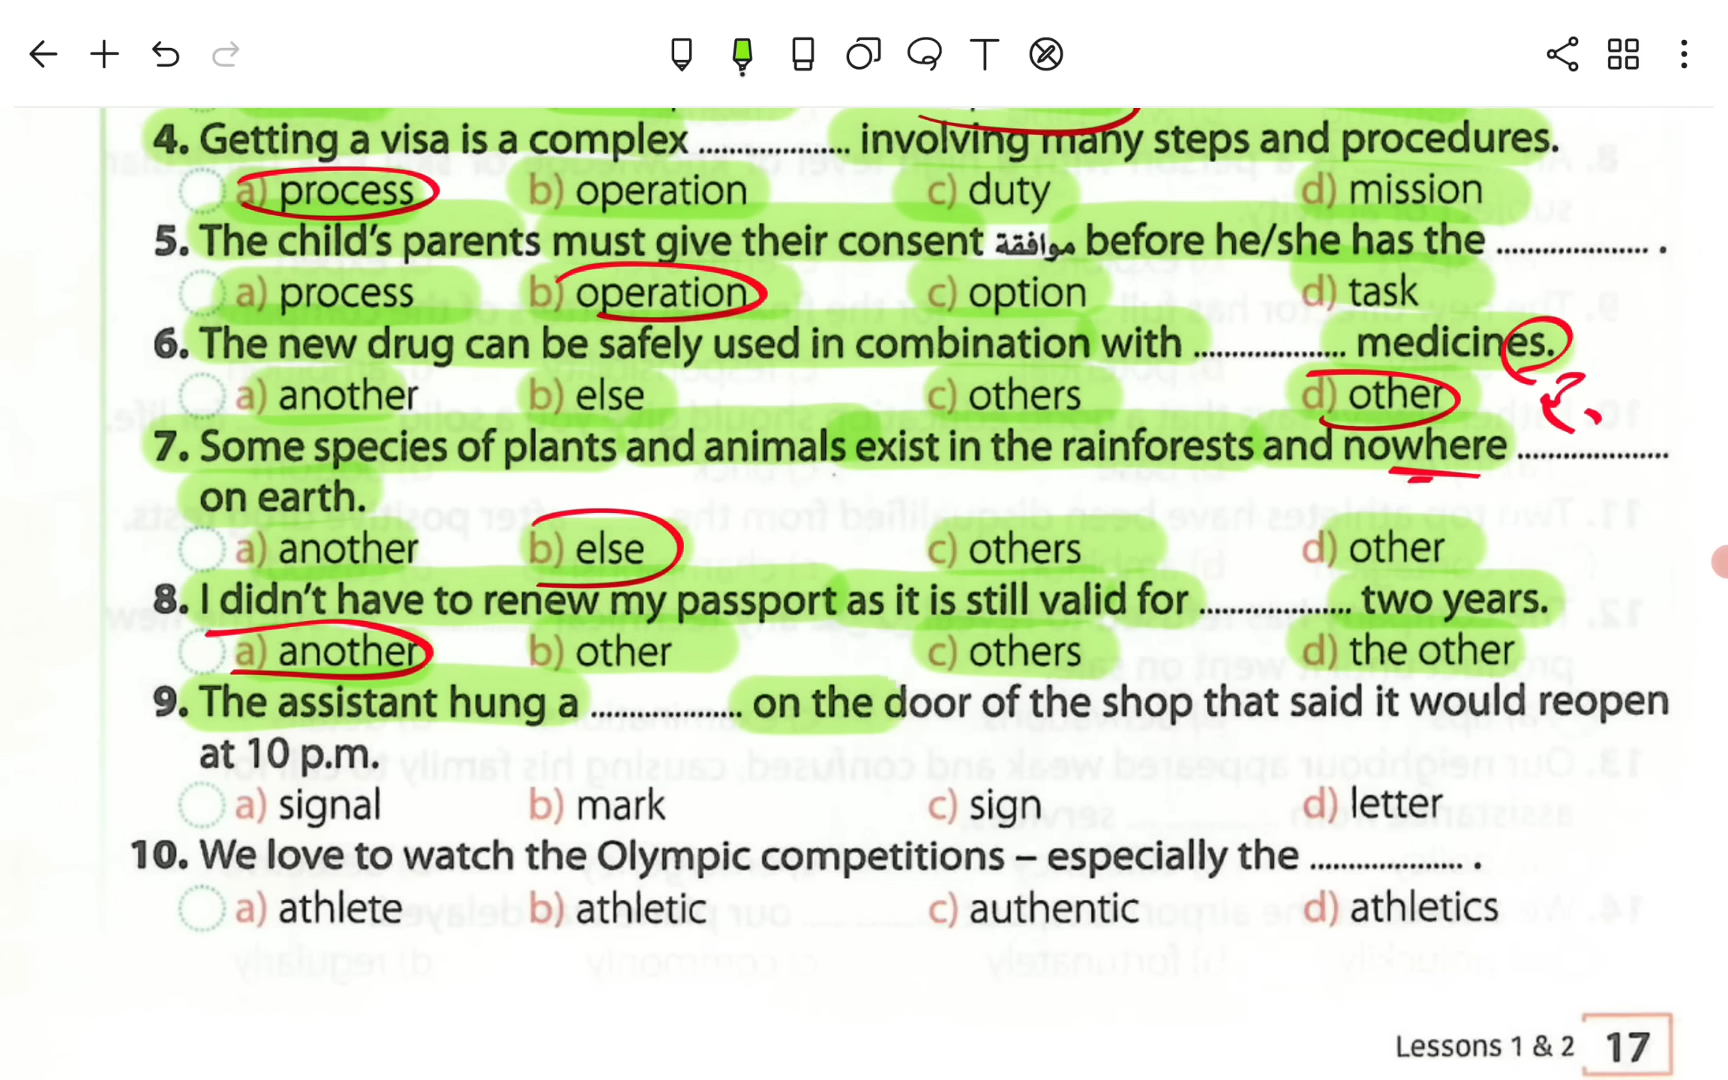 4. Getting a visa is a complex .................. involving many steps and procedures.
a) process b) operation c) duty d) mission
5. The child's parents must give their consent موافقة before he/she has the .................. .
a) process b) operation c) option d) task
6. The new drug can be safely used in combination with .................. medicines.
a) another b) else c) others d) other
7. Some species of plants and animals exist in the rainforests and nowhere ..................
on earth.
a) another b) else c) others d) other
8. I didn't have to renew my passport as it is still valid for .................. two years.
a) another b) other c) others d) the other
9. The assistant hung a .................. on the door of the shop that said it would reopen
at 10 p.m.
a) signal b) mark c) sign d) letter
10. We love to watch the Olympic competitions – especially the .................. .
a) athlete b) athletic c) authentic d) athletics
Lessons 1 & 2 17